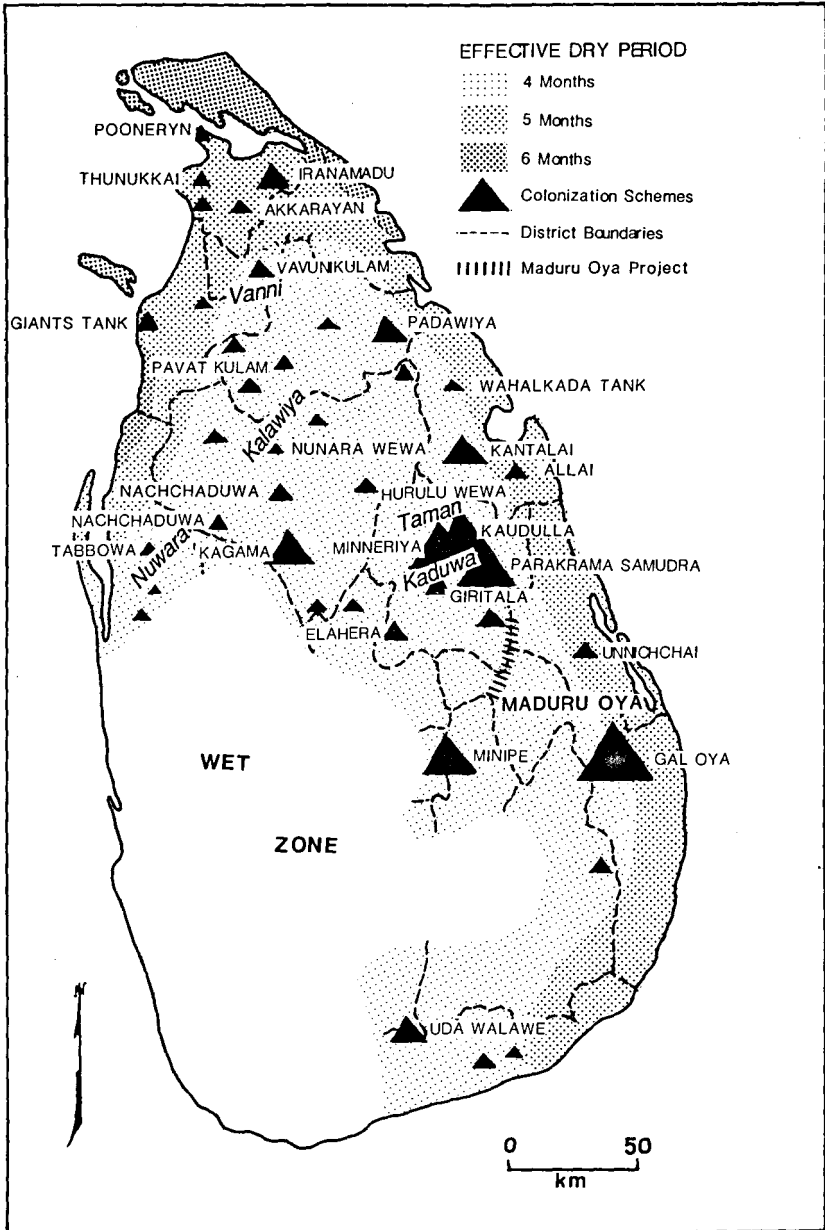 EFFECTIVE DRY PERIOD
4 Months
5 Months
6 Months
Colonization Schemes
District Boundaries
Maduru Oya Project
POONERYN
THUNUKKAI
IRANAMADU
AKKARAYAN
VAVUNIKULAM
Vanni
GIANTS TANK
PADAWIYA
PAVAT KULAM
WAHALKADA TANK
Kalawiya
NUNARA WEWA
KANTALAI
ALLAI
NACHCHADUWA
HURULU WEWA
Taman
NACHCHADUWA
KAUDULLA
TABBOWA
Nuwara
KAGAMA
MINNERIYA
Kaduwa
PARAKRAMA SAMUDRA
GIRITALA
ELAHERA
UNNICHCHAI
MADURU OYA
WET
MINIPE
GAL OYA
ZONE
N
UDA WALAWE
0 50
km